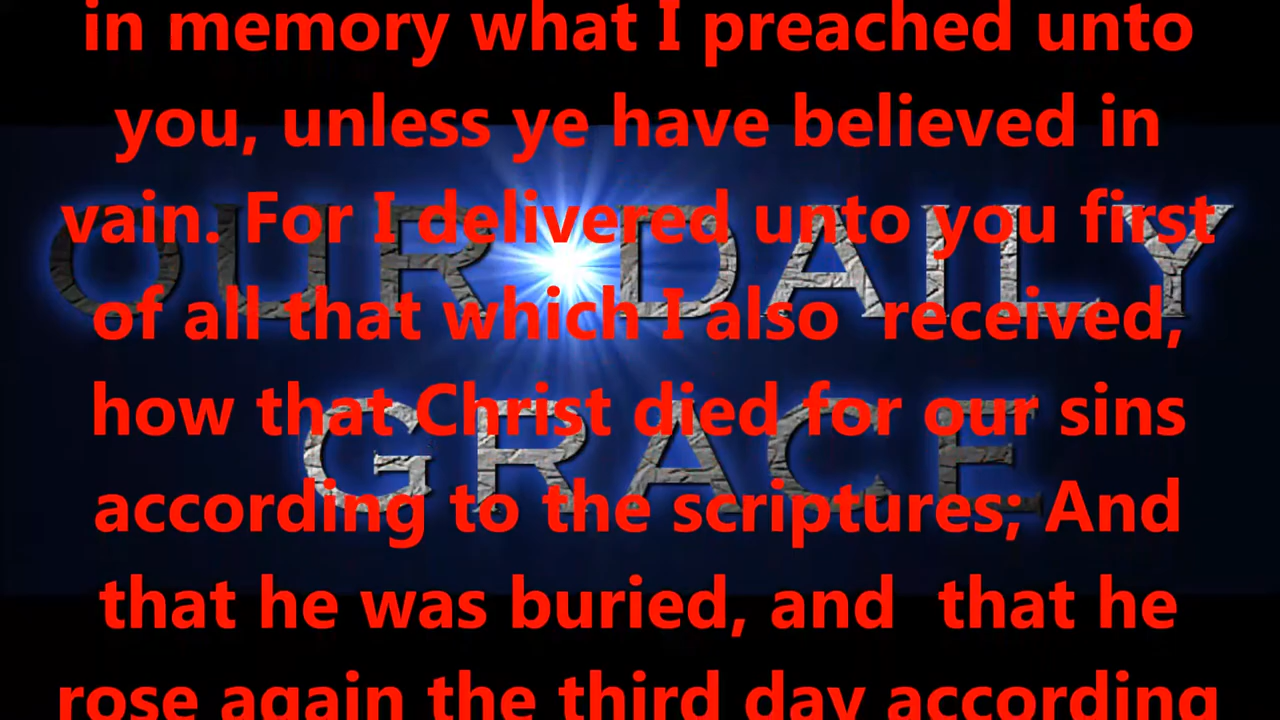 in memory what I preached unto
you, unless ye have believed in
vain. For I delivered unto you first
of all that which I also received,
how that Christ died for our sins
according to the scriptures; And
that he was buried, and that he
rose again the third day according
OUR DAILY
GRACE